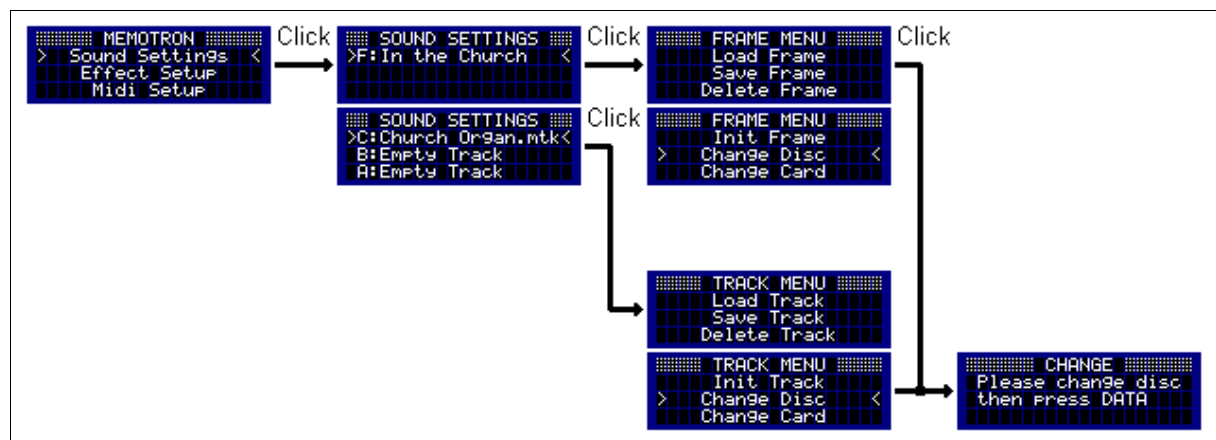 MEMOTRON
> Sound Settings <
Effect Setup
Midi Setup
Click
SOUND SETTINGS
>F:In the Church <
Click
FRAME MENU
Load Frame
Save Frame
Delete Frame
Click
SOUND SETTINGS
>C:Church Organ.mtk<
B:Empty Track
A:Empty Track
Click
FRAME MENU
Init Frame
> Change Disc <
Change Card
TRACK MENU
Load Track
Save Track
Delete Track
TRACK MENU
Init Track
> Change Disc <
Change Card
CHANGE
Please change disc
then press DATA